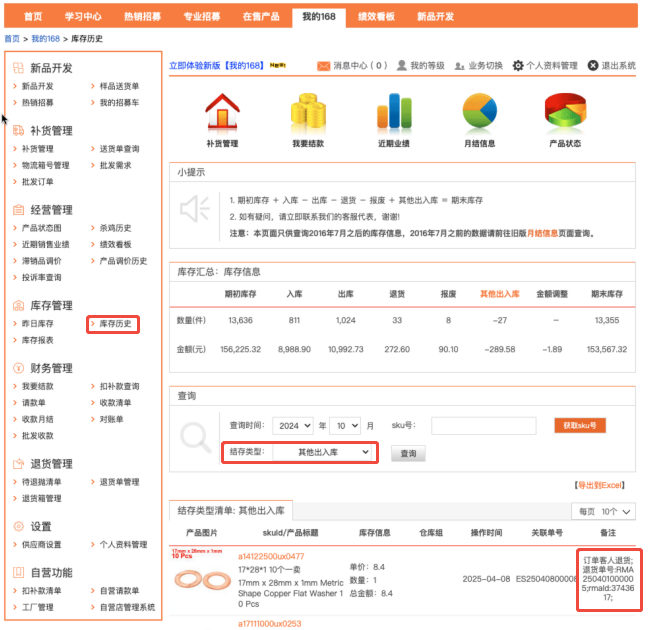 首页 学习中心 热销招募 专业招募 在售产品 我的168 绩效看板 新品开发
首页 > 我的168 > 库存历史
新品开发
新品开发 样品送货单
热销招募 我的招募车
补货管理
补货管理 送货单查询
物流箱号管理 批发需求
批发订单
经营管理
产品状态图 杀鸡历史
近期销售业绩 绩效看板
滞销品调价 产品调价历史
投诉率查询
库存管理
昨日库存 库存历史
库存报表
财务管理
我要结款 扣补款查询
请款单 收款清单
收款月结 对账单
批发收款
退货管理
待退抛清单 退货单管理
退货箱管理
设置
供应商设置 个人资料管理
自营功能
扣补款清单 自营请款单
工厂管理 自营店管理系统
立即体验新版【我的168】 消息中心 ( 0 ) 我的等级 业务切换 个人资料管理 退出系统
补货管理 我要结款 近期业绩 月结信息 产品状态
小提示
1. 期初库存 + 入库 － 出库 － 退货 － 报废 + 其他出入库 = 期末库存
2. 如有疑问，请立即联系我们的客服代表，谢谢!
注意：本页面只供查询2016年7月之后的库存信息，2016年7月之前的数据请前往旧版月结信息页面查询。
库存汇总：库存信息
期初库存 入库 出库 退货 报废 其他出入库 金额调整 期末库存
数量(件) 13,636 811 1,024 33 8 -27 － 13,355
金额(元) 156,225.32 8,988.90 10,992.73 272.60 90.10 -289.58 -1.89 153,567.32
查询
查询时间： 2024 年 10 月 sku号： 获取sku号
结存类型： 其他出入库 查询
【导出到Excel】
结存类型清单: 其他出入库 每页 10个
产品图片 skuId/产品标题 库存信息 仓库组 操作时间 关联单号 备注
17mm x 28mm x 1mm
10 Pcs
a14122500ux0477
17*28*1 10个一卖
17mm x 28mm x 1mm Metric
Shape Copper Flat Washer 1
0 Pcs
单价：8.4
数量：1
总金额：8.4
2025-04-08 ES25040800008
订单客人退货;
退货单号:RMA
25040100000
5;rmaId:37436
17;
a17111000ux0253